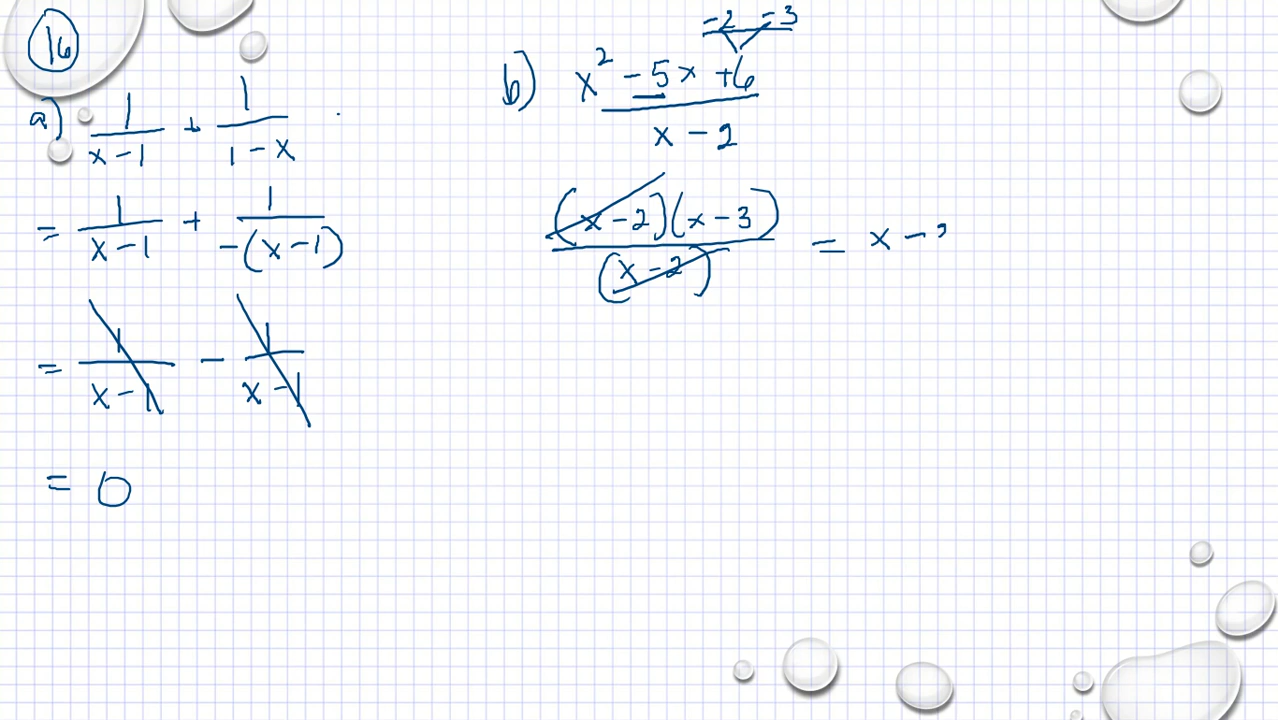 16
a) 1/(x-1) + 1/(1-x)
= 1/(x-1) + 1/(-(x-1))
= 1/(x-1) - 1/(x-1)
= 0
-2 -3
b) (x² - 5x + 6)/(x - 2)
(x-2)(x-3)/(x-2) = x -